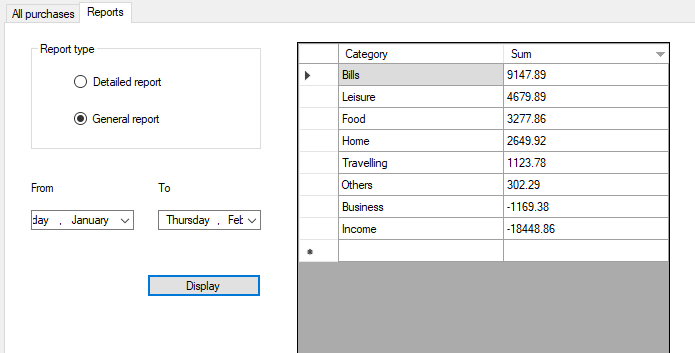 All purchases Reports
Report type
Detailed report
General report
From To
day , January Thursday , Feb
Display
Category Sum
Bills 9147.89
Leisure 4679.89
Food 3277.86
Home 2649.92
Travelling 1123.78
Others 302.29
Business -1169.38
Income -18448.86